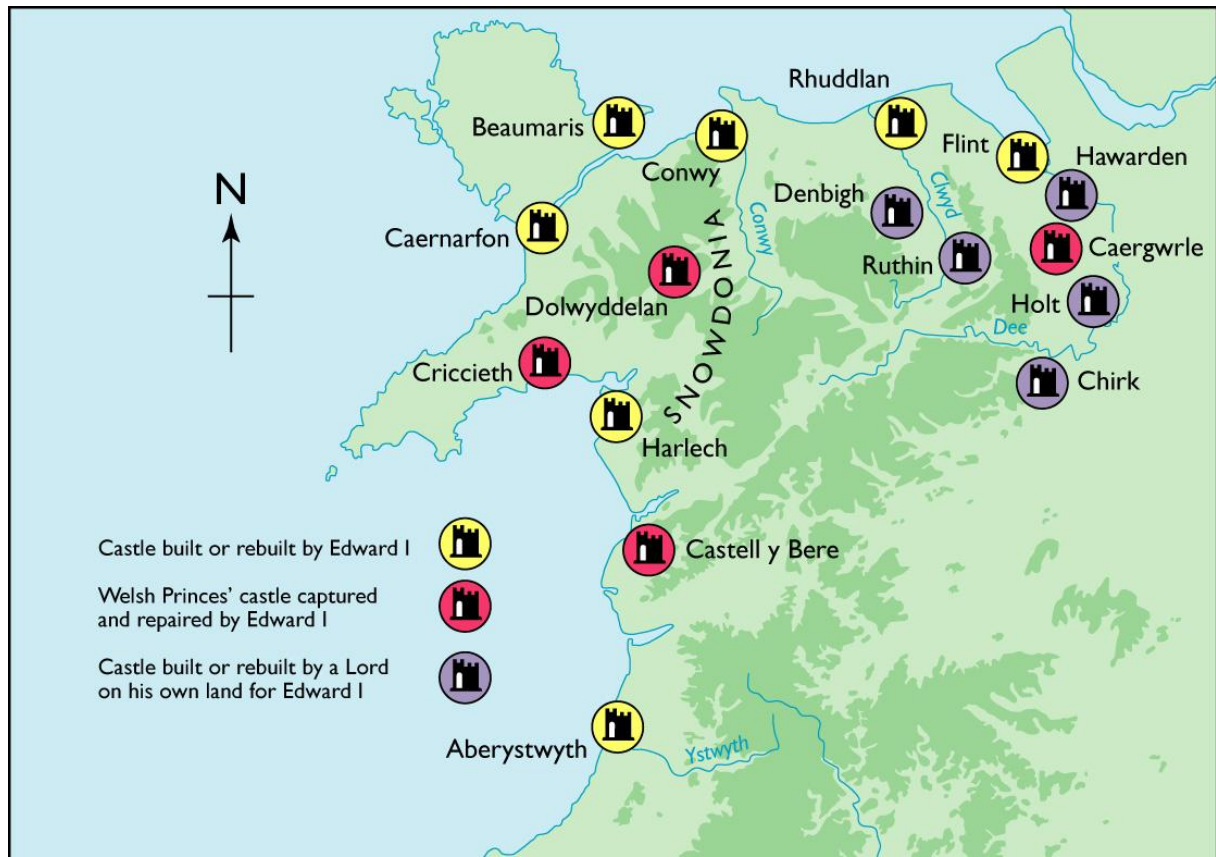 Rhuddlan
Beaumaris
Flint
Hawarden
Conwy
Denbigh
Clwyd
N
Conwy
Caernarfon
Ruthin
Caergwrle
SNOWDONIA
Dolwyddelan
Holt
Dee
Criccieth
Chirk
Harlech
Castle built or rebuilt by Edward I
Castell y Bere
Welsh Princes' castle captured
and repaired by Edward I
Castle built or rebuilt by a Lord
on his own land for Edward I
Aberystwyth
Ystwyth